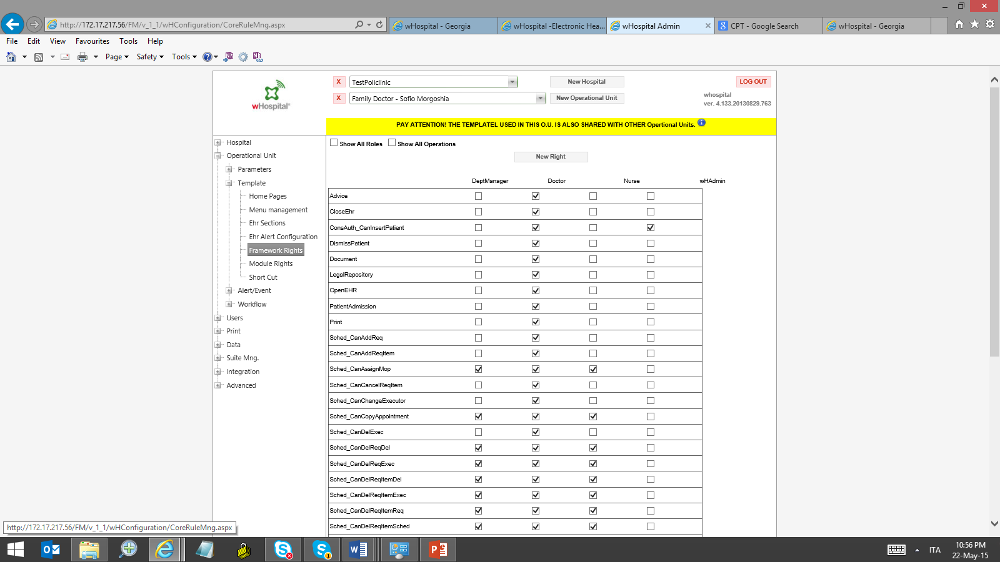 http://172.17.217.56/FM/v_1_1/wHConfiguration/CoreRuleMng.aspx
wHospital - Georgia
wHospital -Electronic Hea...
wHospital Admin
CPT - Google Search
wHospital - Georgia
File Edit View Favourites Tools Help
Page Safety Tools
wHospital
X TestPoliclinic New Hospital LOG OUT
X Family Doctor - Sofio Morgoshia New Operational Unit
whospital
ver. 4.133.20130829.763
PAY ATTENTION! THE TEMPLATEL USED IN THIS O.U. IS ALSO SHARED WITH OTHER Opertional Units.
Hospital
Operational Unit
Parameters
Template
Home Pages
Menu management
Ehr Sections
Ehr Alert Configuration
Framework Rights
Module Rights
Short Cut
Alert/Event
Workflow
Users
Print
Data
Suite Mng.
Integration
Advanced
Show All Roles Show All Operations
New Right
DeptManager Doctor Nurse wHAdmin
Advice
CloseEhr
ConsAuth_CanInsertPatient
DismissPatient
Document
LegalRepository
OpenEHR
PatientAdmission
Print
Sched_CanAddReq
Sched_CanAddReqItem
Sched_CanAssignMop
Sched_CanCancelReqItem
Sched_CanChangeExecutor
Sched_CanCopyAppointment
Sched_CanDelExec
Sched_CanDelReqDel
Sched_CanDelReqExec
Sched_CanDelReqItemDel
Sched_CanDelReqItemExec
Sched_CanDelReqItemReq
Sched_CanDelReqItemSched
http://172.17.217.56/FM/v_1_1/wHConfiguration/CoreRuleMng.aspx
ITA
10:56 PM
22-May-15